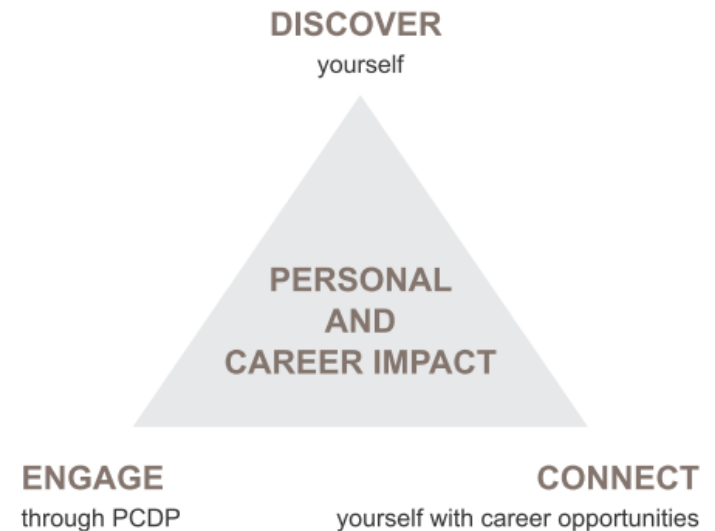 DISCOVER
yourself
PERSONAL
AND
CAREER IMPACT
ENGAGE
through PCDP
CONNECT
yourself with career opportunities